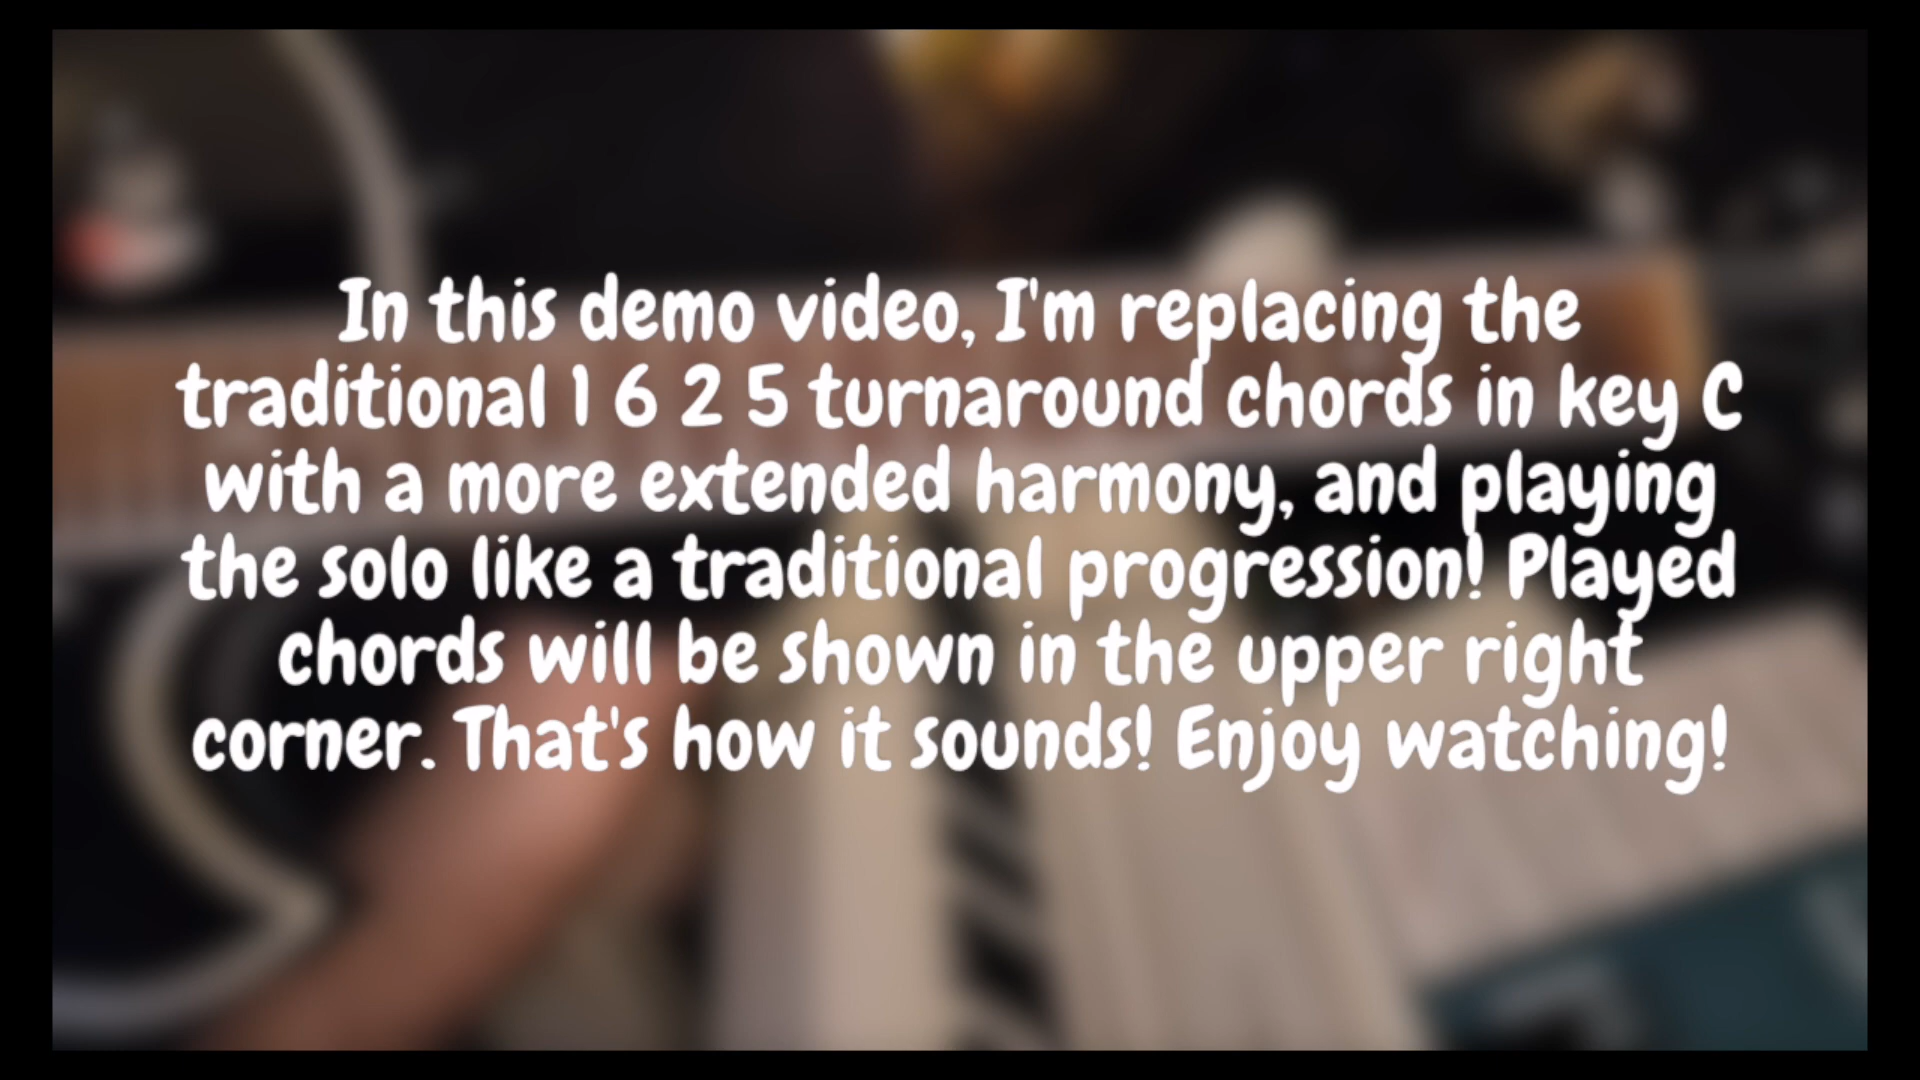 In this demo video, I'm replacing the
traditional 1 6 2 5 turnaround chords in key C
with a more extended harmony, and playing
the solo like a traditional progression! Played
chords will be shown in the upper right
corner. That's how it sounds! Enjoy watching!